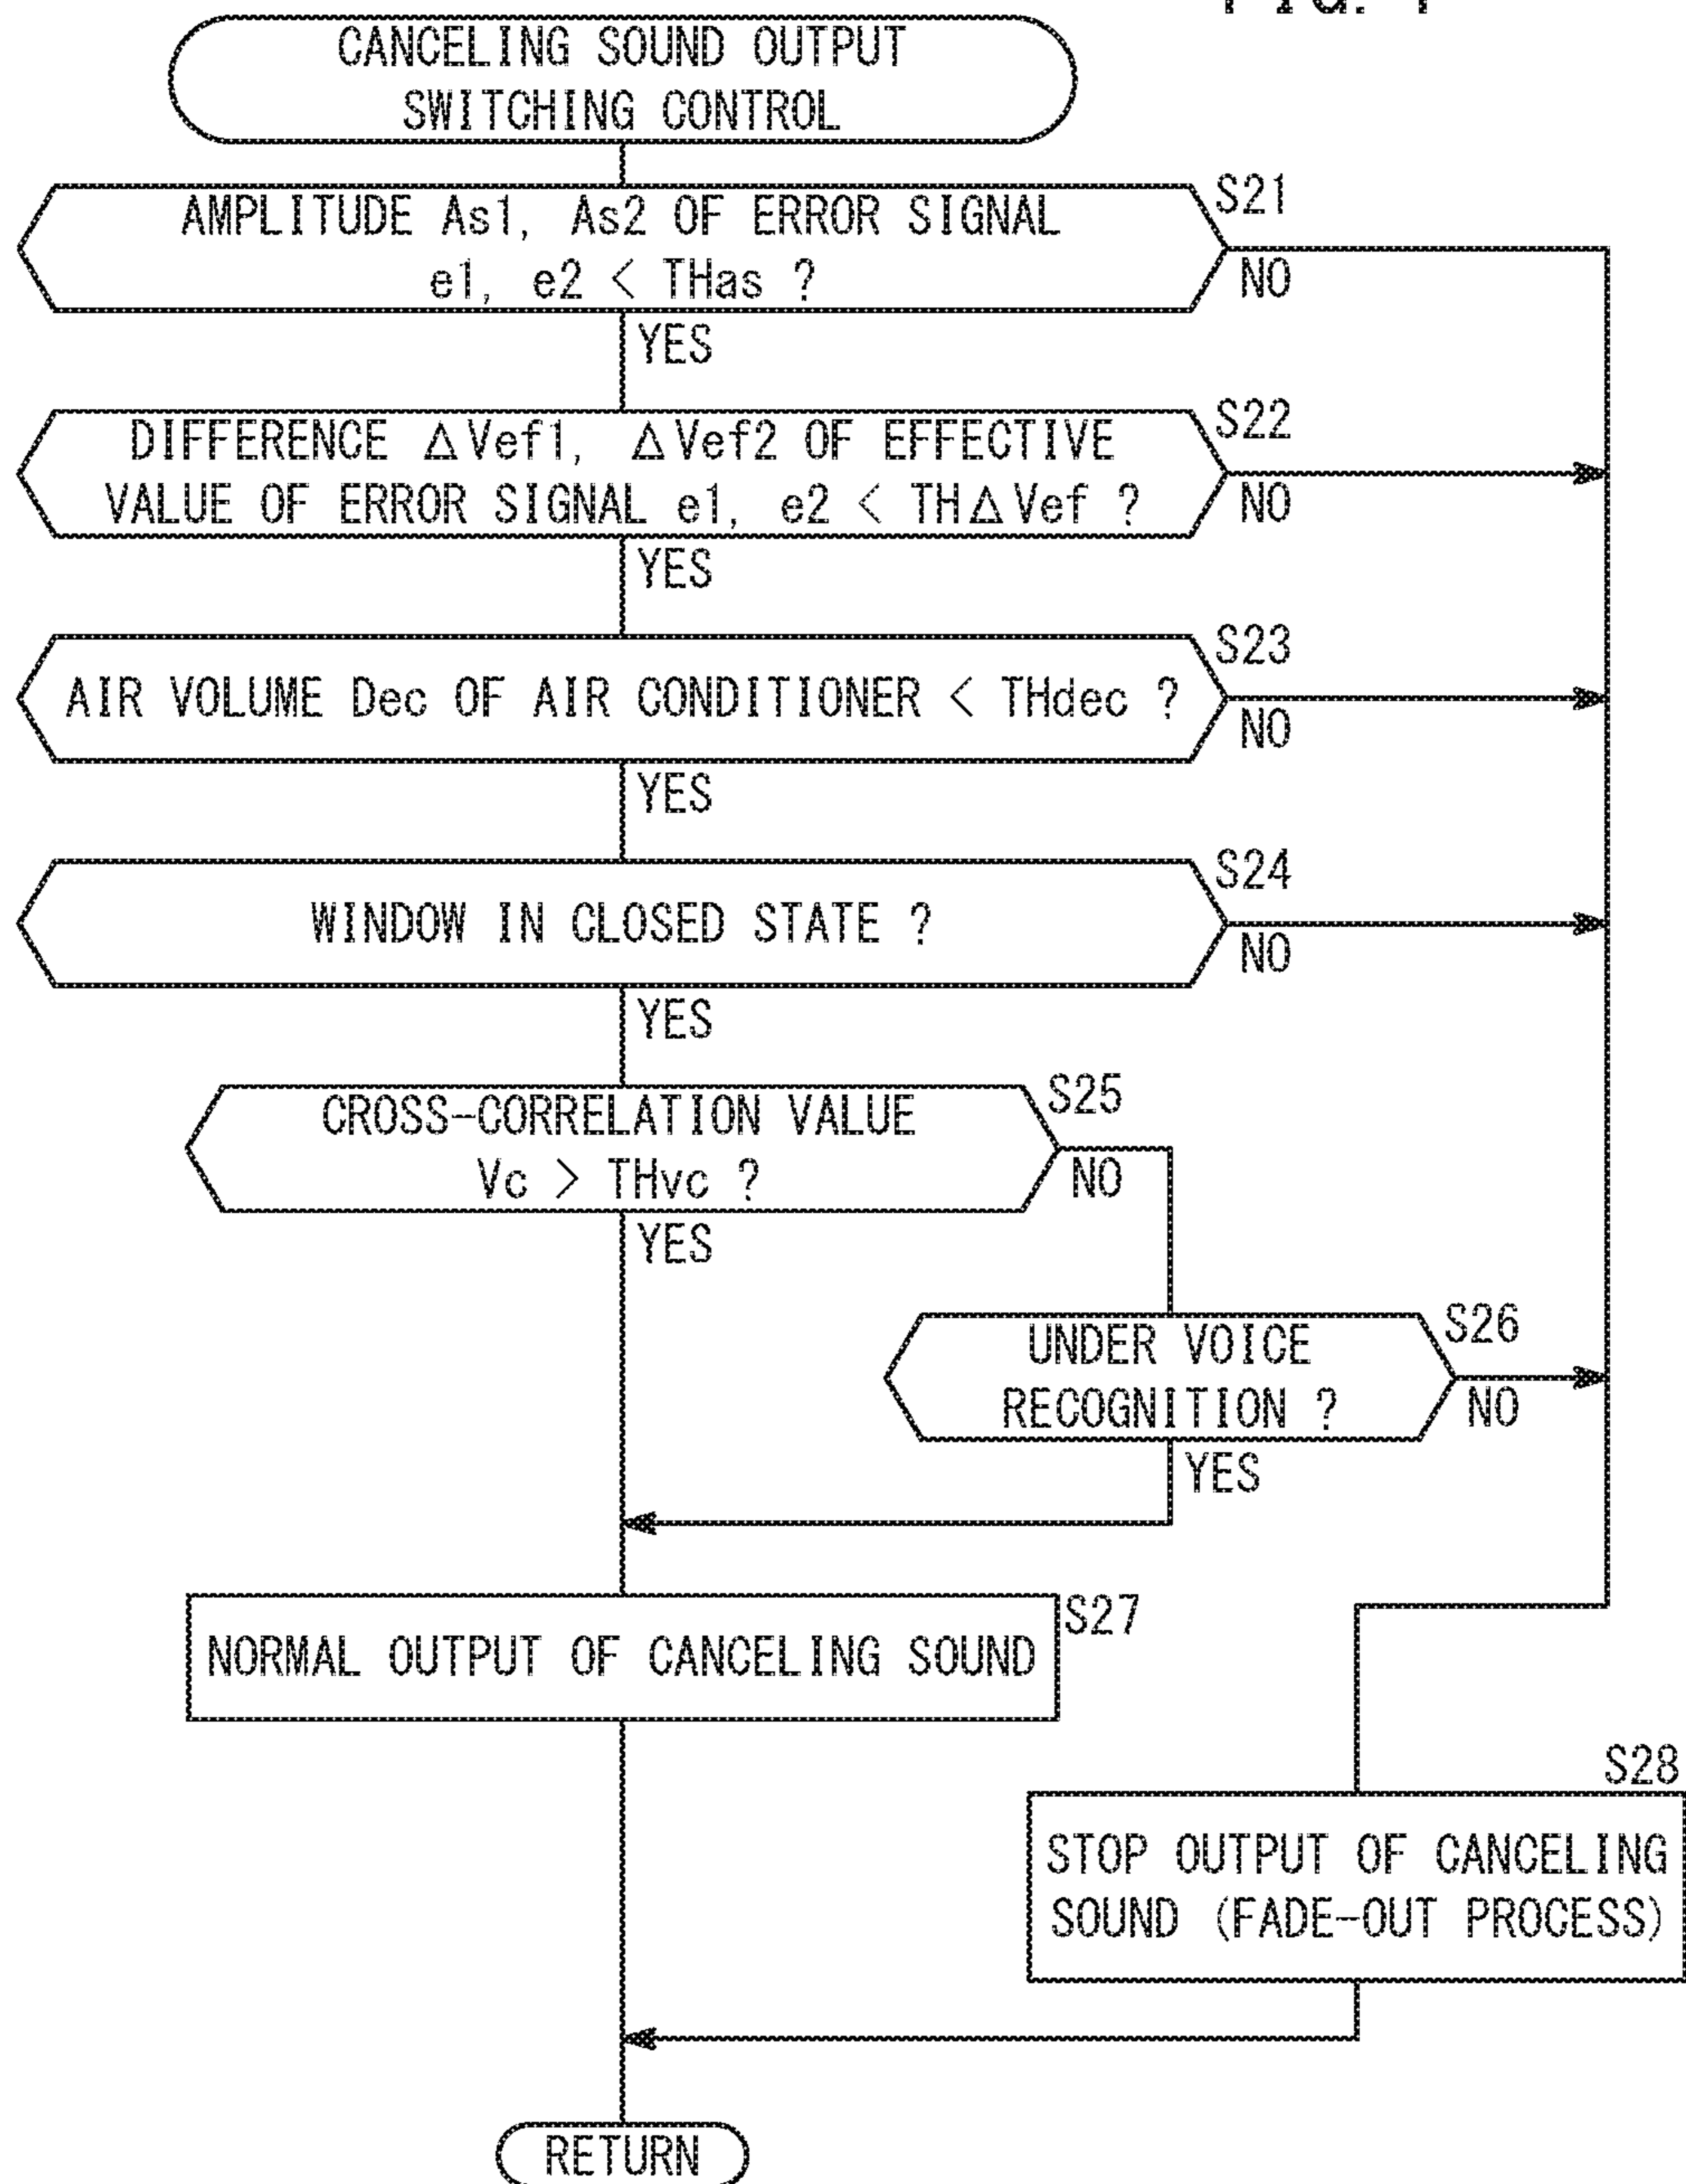 CANCELING SOUND OUTPUT
SWITCHING CONTROL
AMPLITUDE As1, As2 OF ERROR SIGNAL
e1, e2 < THas ?
S21
NO
YES
DIFFERENCE ΔVef1, ΔVef2 OF EFFECTIVE
VALUE OF ERROR SIGNAL e1, e2 < THΔVef ?
S22
NO
YES
AIR VOLUME Dec OF AIR CONDITIONER < THdec ?
S23
NO
YES
WINDOW IN CLOSED STATE ?
S24
NO
YES
CROSS-CORRELATION VALUE
Vc > THvc ?
S25
NO
YES
UNDER VOICE
RECOGNITION ?
S26
NO
YES
NORMAL OUTPUT OF CANCELING SOUND
S27
S28
STOP OUTPUT OF CANCELING
SOUND (FADE-OUT PROCESS)
RETURN